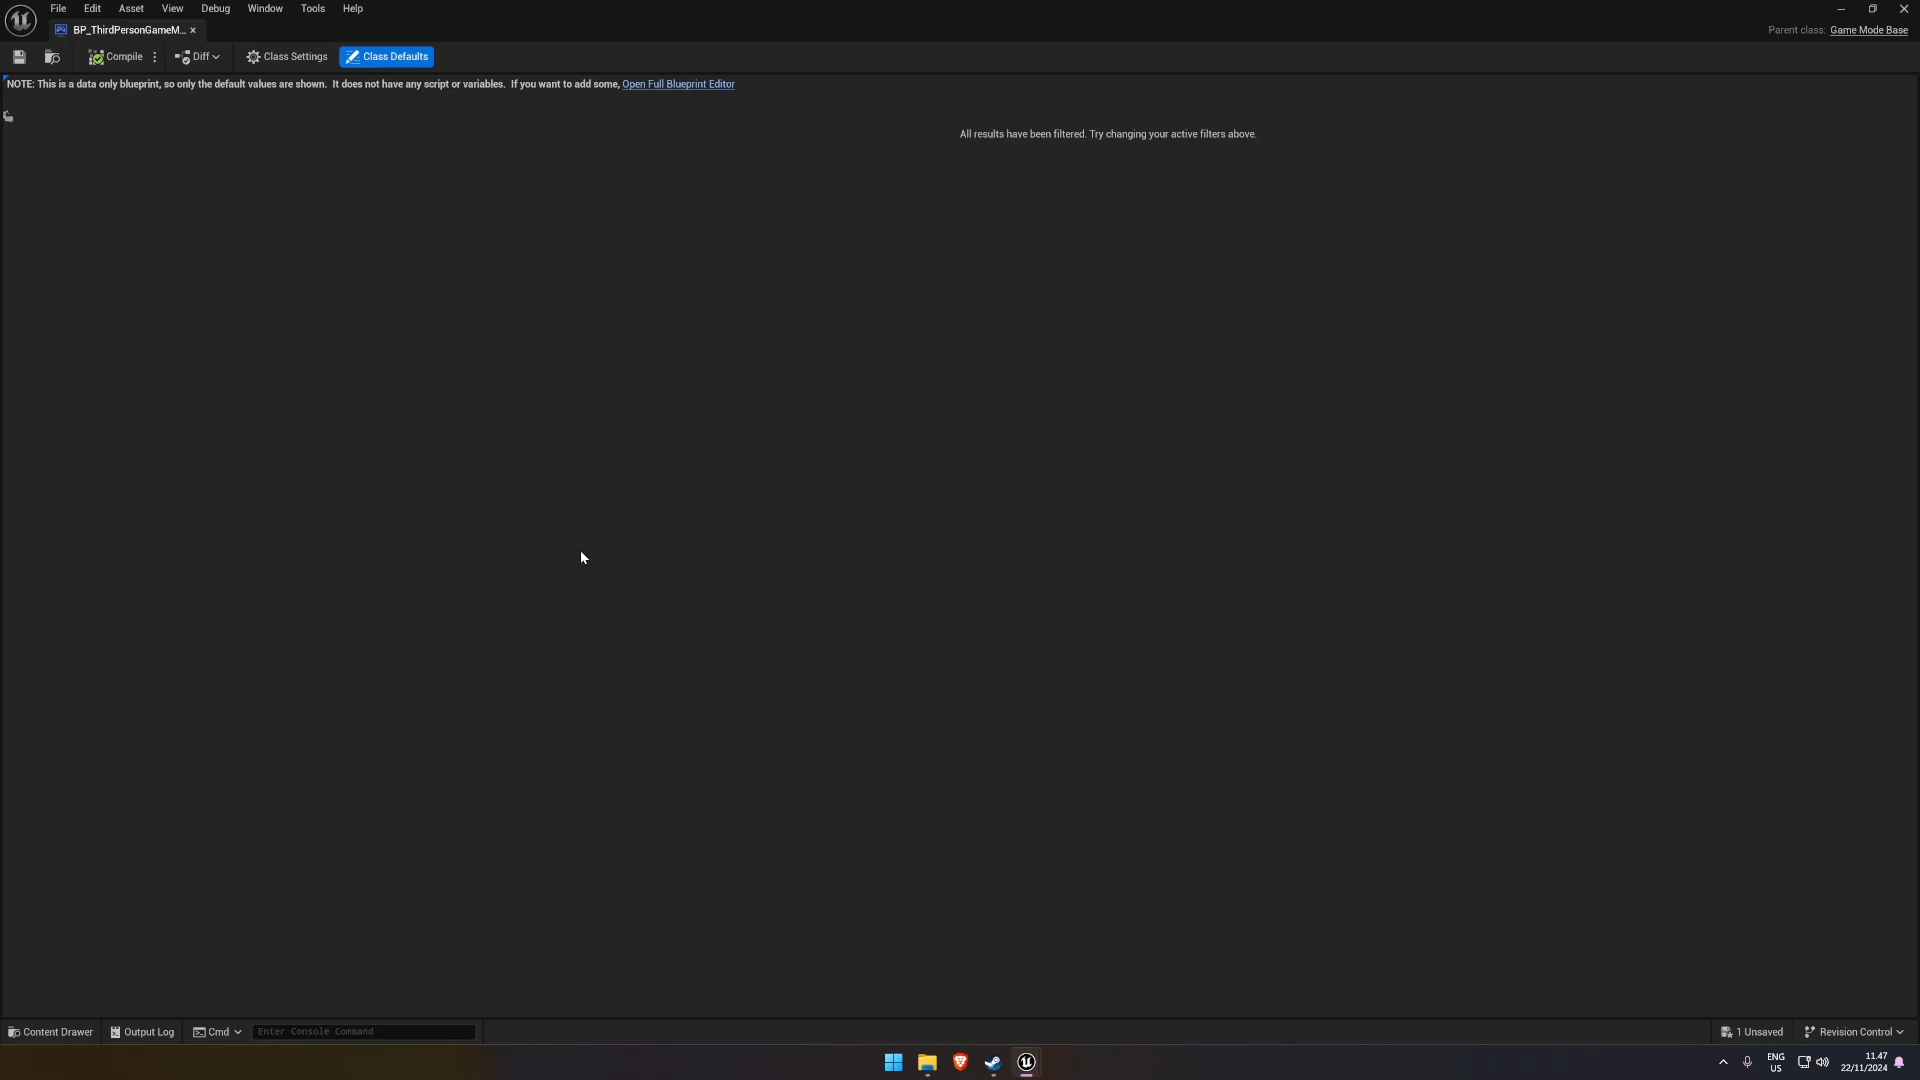 File Edit Asset View Debug Window Tools Help
BP_ThirdPersonGameM...
Parent class: Game Mode Base
Compile Diff Class Settings Class Defaults
NOTE: This is a data only blueprint, so only the default values are shown. It does not have any script or variables. If you want to add some, Open Full Blueprint Editor
All results have been filtered. Try changing your active filters above.
Content Drawer Output Log Cmd Enter Console Command 1 Unsaved Revision Control
ENG
US
11.47
22/11/2024